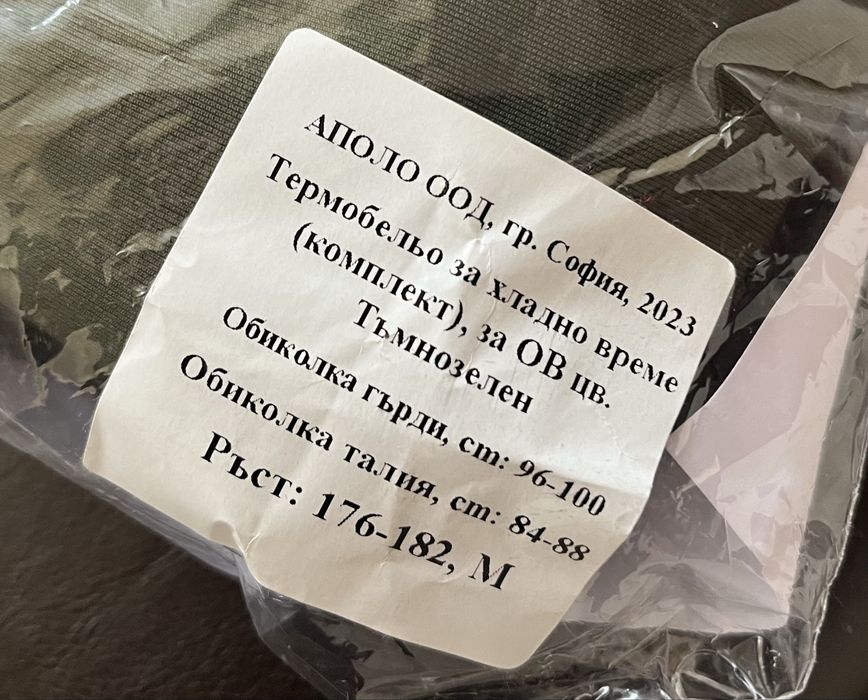 АПОЛО ООД, гр. София, 2023
Термобельо за хладно време
(комплект), за ОВ цв.
Тъмнозелен
Обиколка гърди, cm: 96-100
Обиколка талия, cm: 84-88
Ръст: 176-182, М